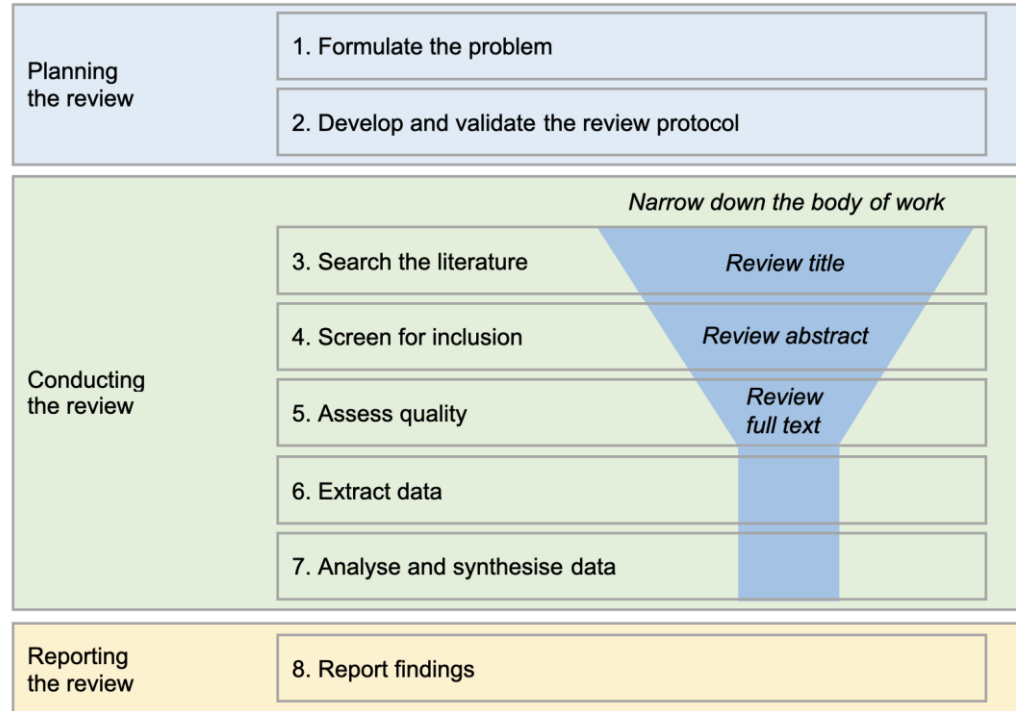 Planning
the review
1. Formulate the problem
2. Develop and validate the review protocol
Conducting
the review
Narrow down the body of work
3. Search the literature
Review title
4. Screen for inclusion
Review abstract
5. Assess quality
Review
full text
6. Extract data
7. Analyse and synthesise data
Reporting
the review
8. Report findings